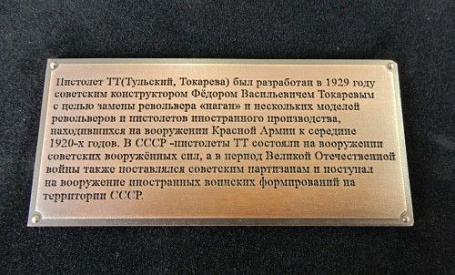 Пистолет ТТ(Тульский, Токарева) был разработан в 1929 году
советским конструктором Фёдором Васильевичем Токаревым
с целью замены револьвера «наган» и нескольких моделей
револьверов и пистолетов иностранного производства,
находившихся на вооружении Красной Армии к середине
1920-х годов. В СССР -пистолеты ТТ состояли на вооружении
советских вооружённых сил, а в период Великой Отечественной
войны также поставлялся советским партизанам и поступал
на вооружение иностранных воинских формирований на
территории СССР.